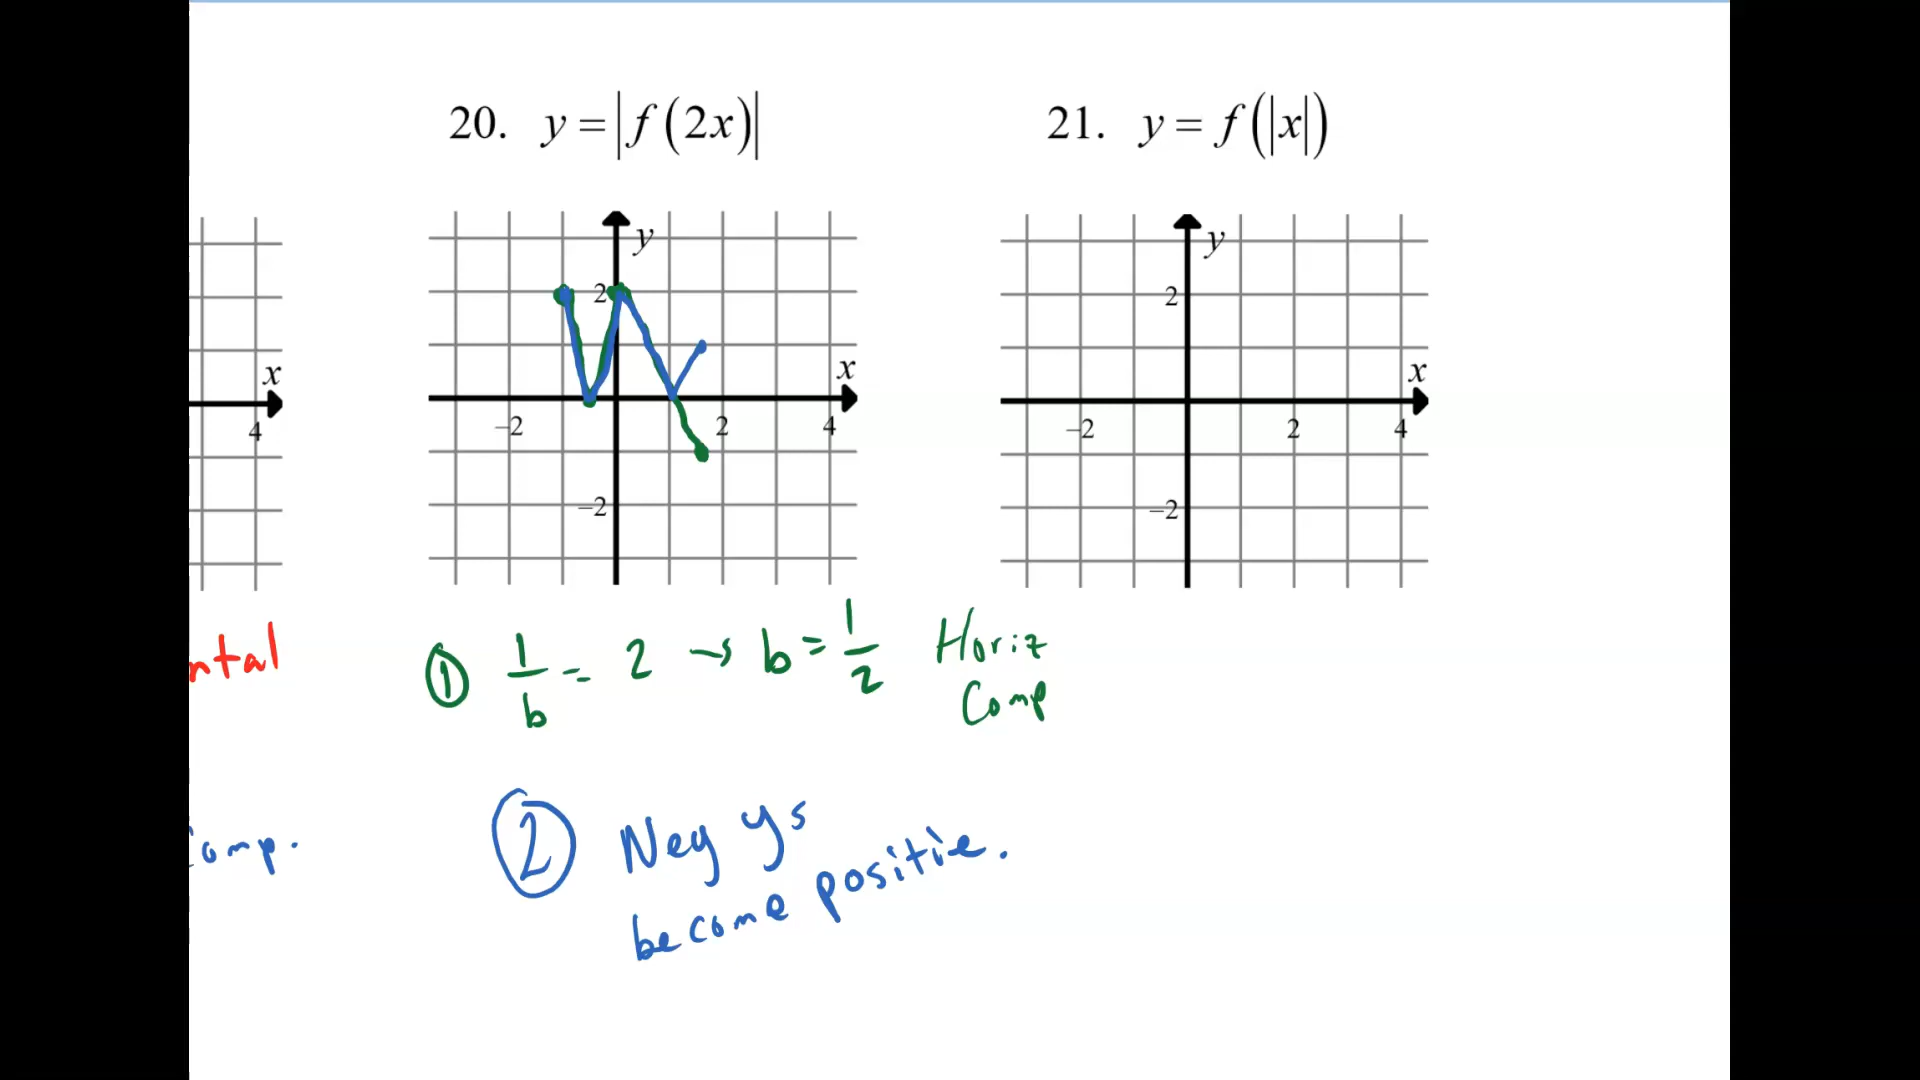 20. y = |f(2x)|
21. y = f(|x|)
y
2
x
-2
2
4
-2
y
2
x
-2
2
4
-2
x
4
ntal
① 1/b = 2 → b = 1/2 Horiz
Comp
omp.
② Neg ys
become positie.